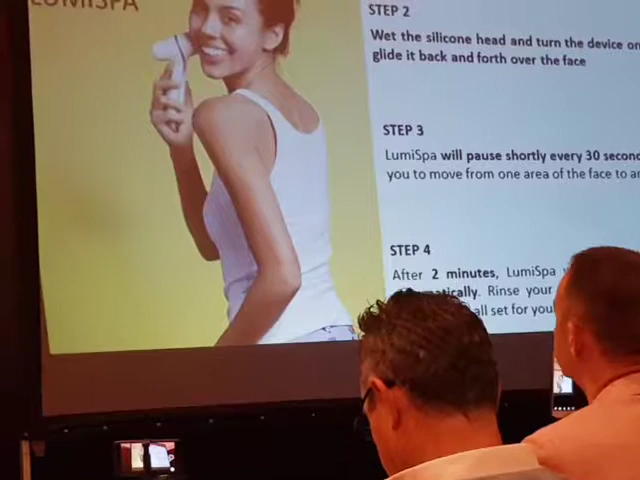 LUMISPA
STEP 2
Wet the silicone head and turn the device on
glide it back and forth over the face
STEP 3
LumiSpa will pause shortly every 30 second
you to move from one area of the face to an
STEP 4
After 2 minutes, LumiSpa
Rinse your
all set for you